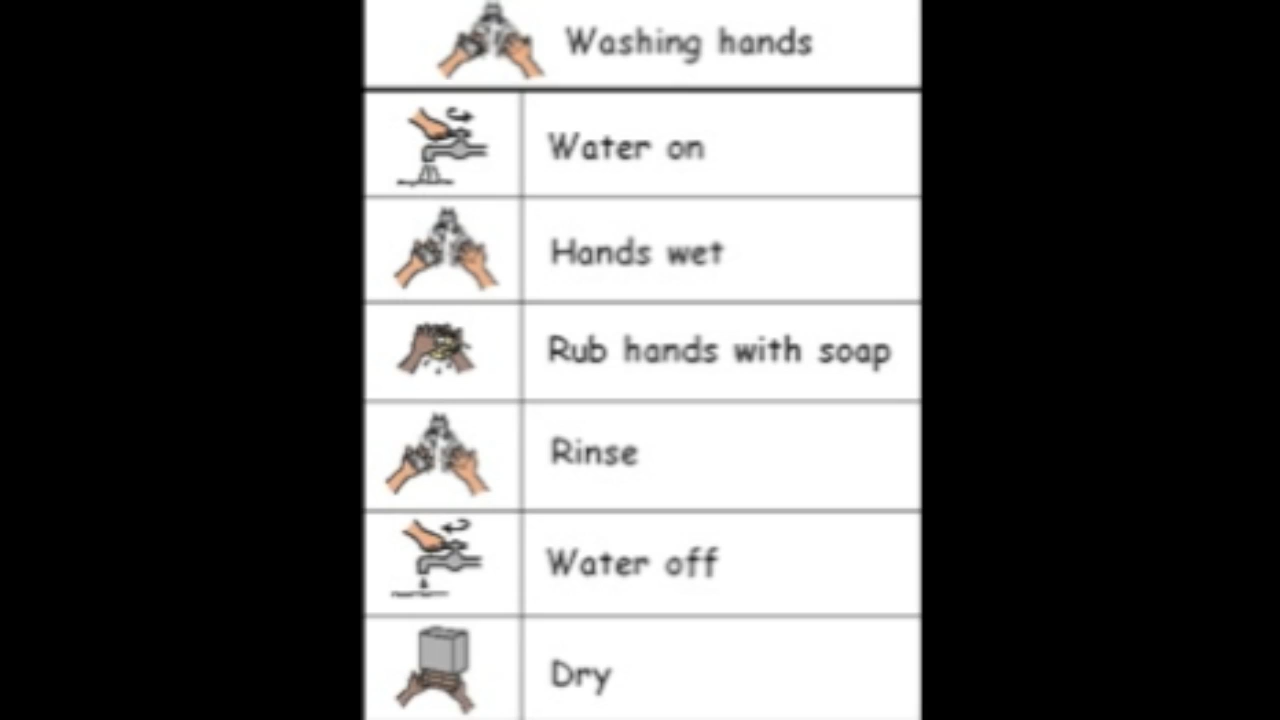 Washing hands
Water on
Hands wet
Rub hands with soap
Rinse
Water off
Dry